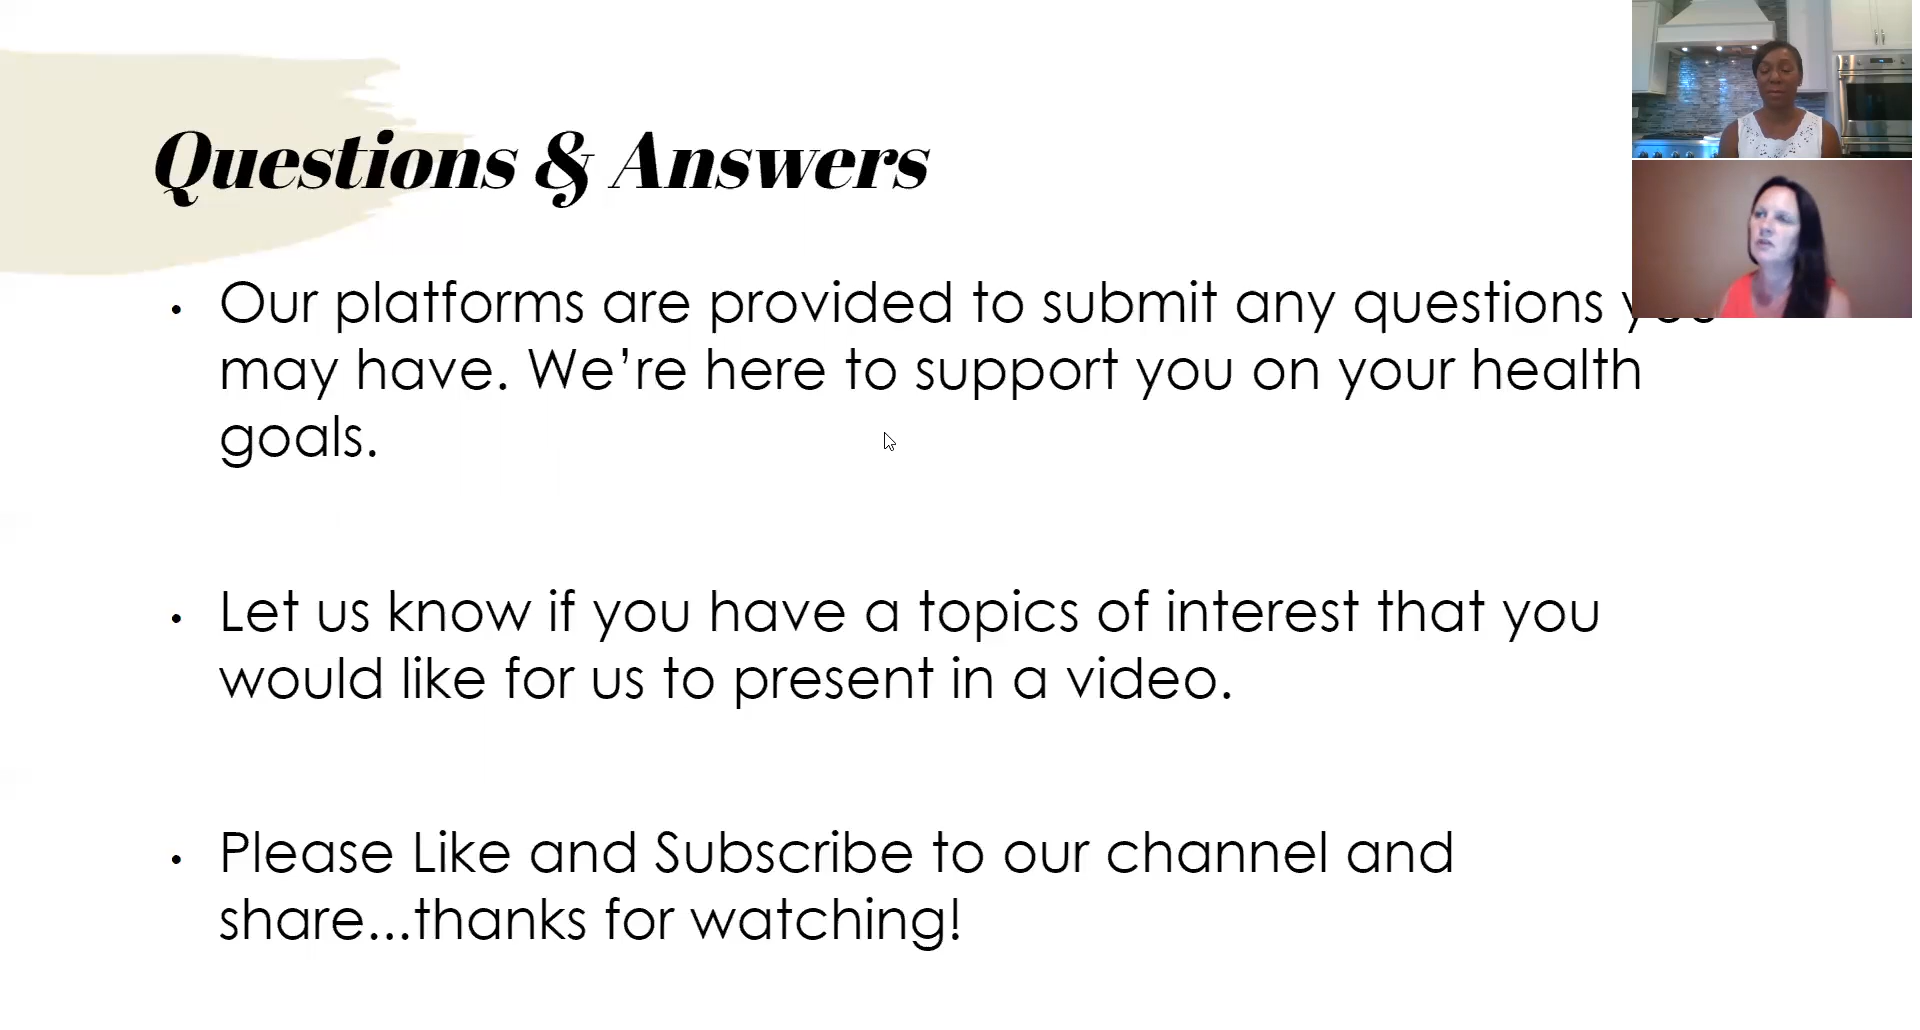 Questions & Answers
• Our platforms are provided to submit any questions you
may have. We’re here to support you on your health
goals.
• Let us know if you have a topics of interest that you
would like for us to present in a video.
• Please Like and Subscribe to our channel and
share...thanks for watching!